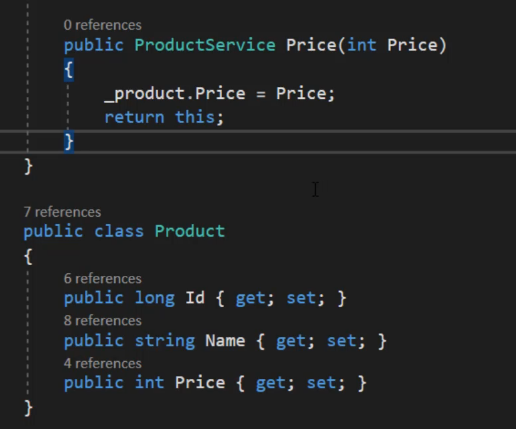 0 references
public ProductService Price(int Price)
{
_product.Price = Price;
return this;
}
}
7 references
public class Product
{
6 references
public long Id { get; set; }
8 references
public string Name { get; set; }
4 references
public int Price { get; set; }
}